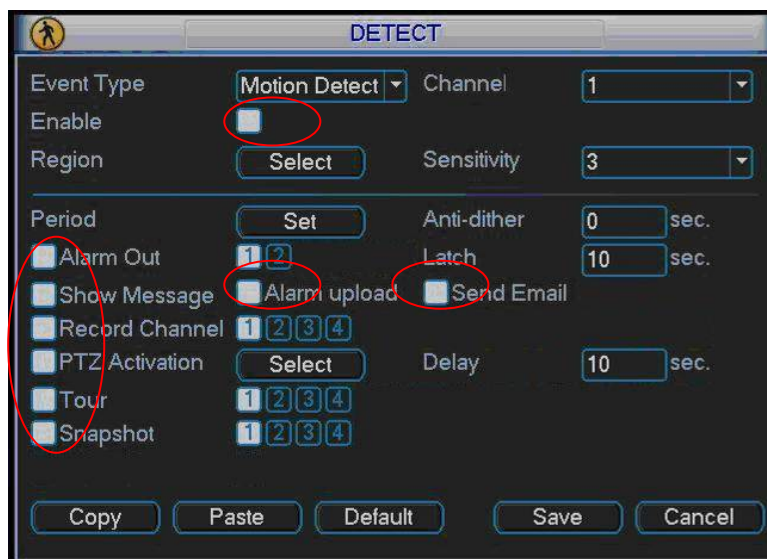 DETECT
Event Type Motion Detect Channel 1
Enable
Region Select Sensitivity 3
Period Set Anti-dither 0 sec.
Alarm Out 1 2 Latch 10 sec.
Show Message Alarm upload Send Email
Record Channel 1 2 3 4
PTZ Activation Select Delay 10 sec.
Tour 1 2 3 4
Snapshot 1 2 3 4
Copy Paste Default Save Cancel